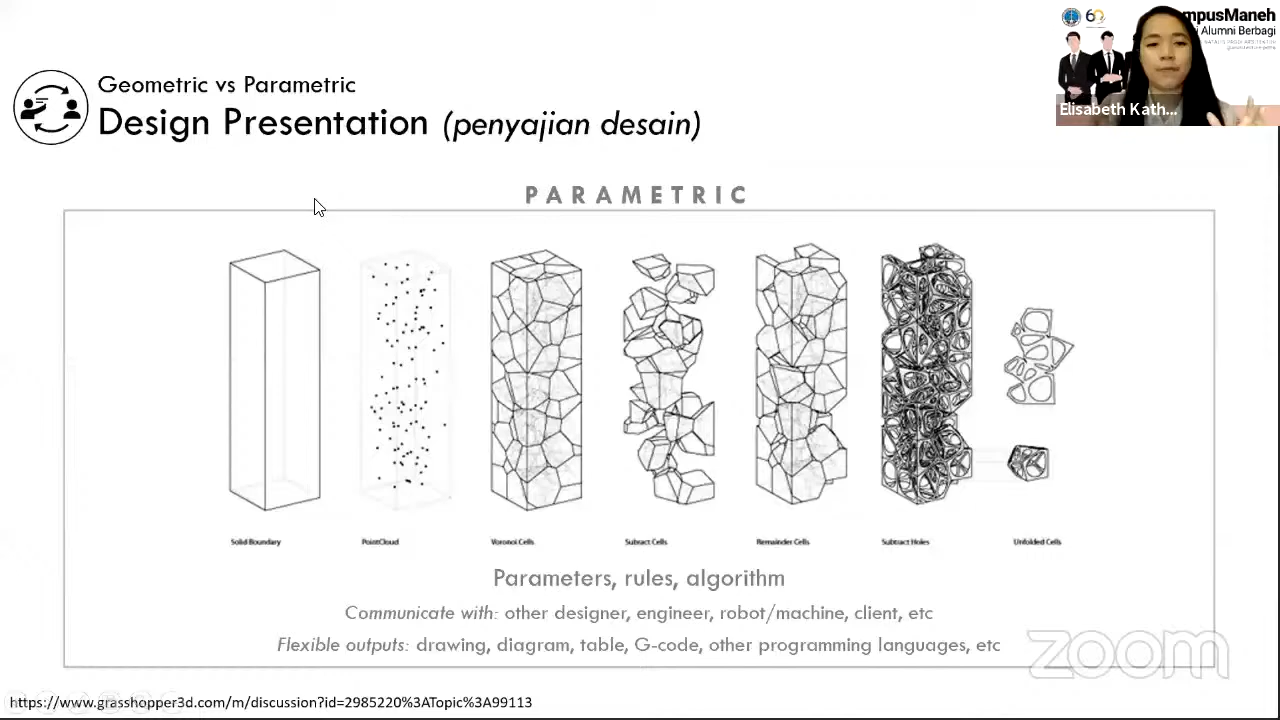 Geometric vs Parametric
Design Presentation (penyajian desain)
60
mpusManeh
i Alumni Berbagi
Elisabeth Kath...
PARAMETRIC
Solid Boundary
PointCloud
Voronoi Cells
Subract Cells
Remainder Cells
Subtract Holes
Unfolded Cells
Parameters, rules, algorithm
Communicate with: other designer, engineer, robot/machine, client, etc
Flexible outputs: drawing, diagram, table, G-code, other programming languages, etc
zoom
https://www.grasshopper3d.com/m/discussion?id=2985220%3ATopic%3A99113